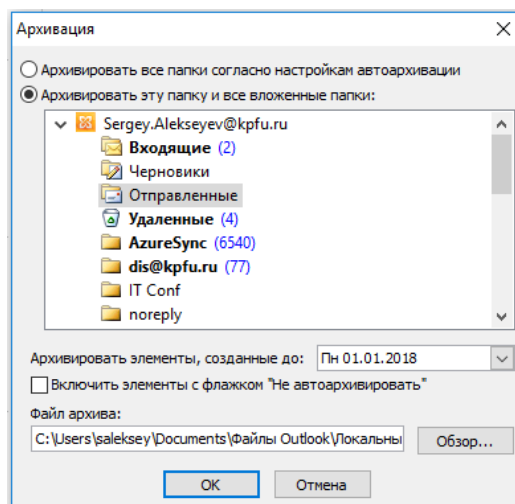 Архивация
Архивировать все папки согласно настройкам автоархивации
Архивировать эту папку и все вложенные папки:
Sergey.Alekseyev@kpfu.ru
Входящие (2)
Черновики
Отправленные
Удаленные (4)
AzureSync (6540)
dis@kpfu.ru (77)
IT Conf
noreply
Архивировать элементы, созданные до: Пн 01.01.2018
Включить элементы с флажком "Не автоархивировать"
Файл архива:
C:\Users\saleksey\Documents\Файлы Outlook\Локальны Обзор...
ОК Отмена